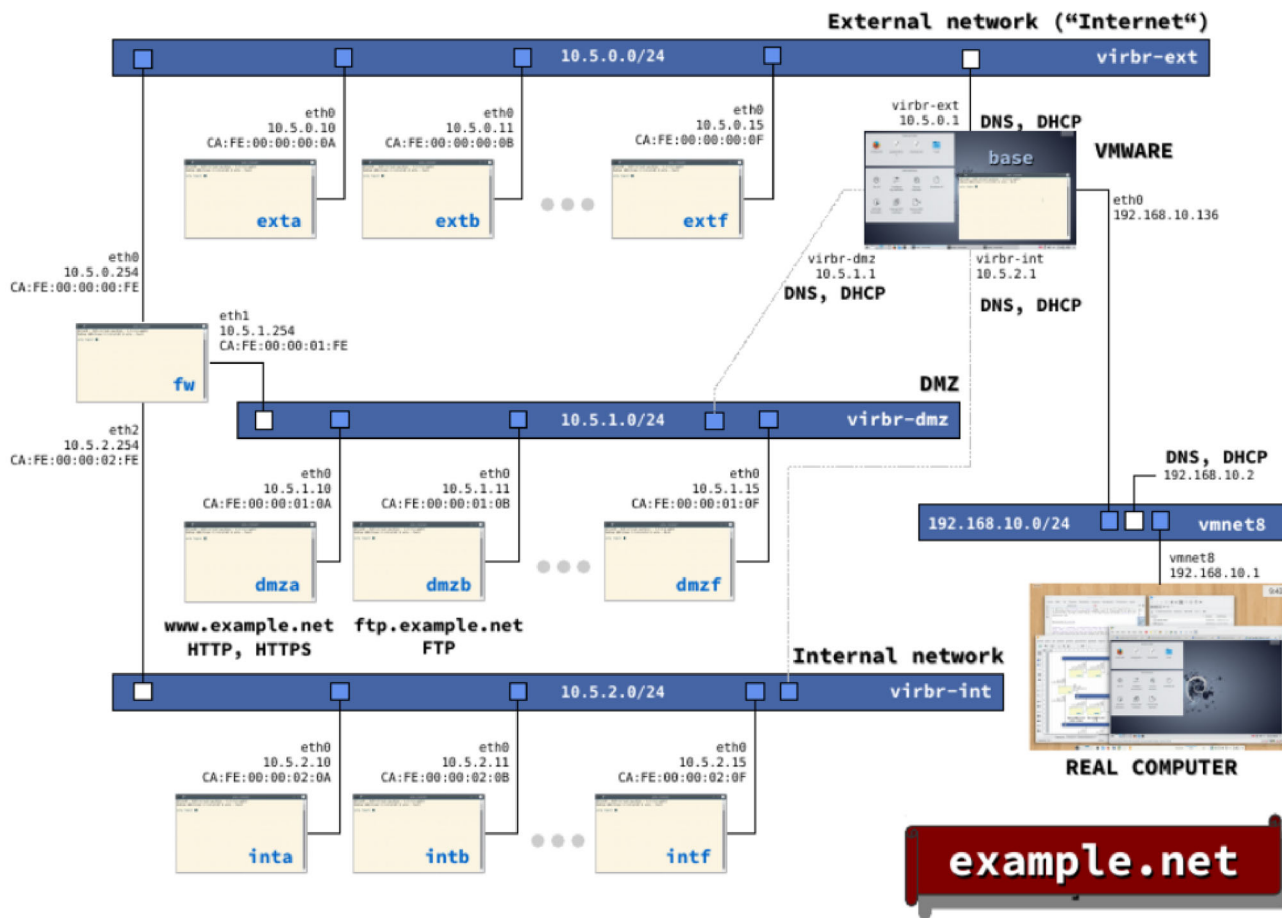 External network (“Internet“)
10.5.0.0/24
virbr-ext
eth0
10.5.0.10
CA:FE:00:00:00:0A
exta
eth0
10.5.0.11
CA:FE:00:00:00:0B
extb
eth0
10.5.0.15
CA:FE:00:00:00:0F
extf
virbr-ext
10.5.0.1
DNS, DHCP
base
VMWARE
eth0
192.168.10.136
virbr-dmz
10.5.1.1
DNS, DHCP
virbr-int
10.5.2.1
DNS, DHCP
eth0
10.5.0.254
CA:FE:00:00:00:FE
eth1
10.5.1.254
CA:FE:00:00:01:FE
fw
eth2
10.5.2.254
CA:FE:00:00:02:FE
DMZ
10.5.1.0/24
virbr-dmz
eth0
10.5.1.10
CA:FE:00:00:01:0A
dmza
www.example.net
HTTP, HTTPS
eth0
10.5.1.11
CA:FE:00:00:01:0B
dmzb
ftp.example.net
FTP
eth0
10.5.1.15
CA:FE:00:00:01:0F
dmzf
DNS, DHCP
192.168.10.2
192.168.10.0/24
vmnet8
vmnet8
192.168.10.1
REAL COMPUTER
Internal network
10.5.2.0/24
virbr-int
eth0
10.5.2.10
CA:FE:00:00:02:0A
inta
eth0
10.5.2.11
CA:FE:00:00:02:0B
intb
eth0
10.5.2.15
CA:FE:00:00:02:0F
intf
example.net